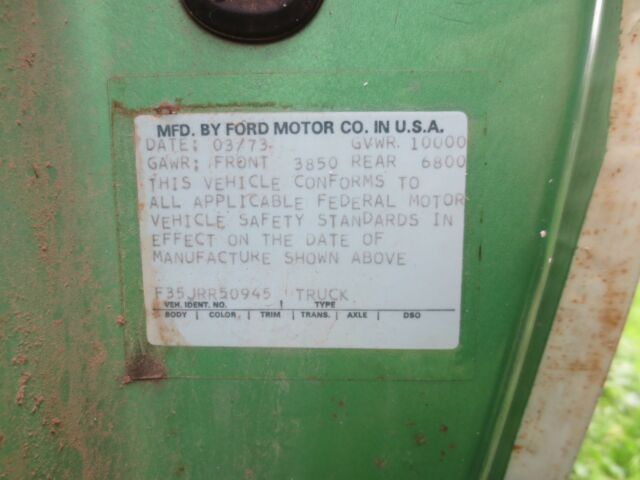 MFD. BY FORD MOTOR CO. IN U.S.A.
DATE: 03/73 GVWR. 10000
GAWR: FRONT 3850 REAR 6800
THIS VEHICLE CONFORMS TO
ALL APPLICABLE FEDERAL MOTOR
VEHICLE SAFETY STANDARDS IN
EFFECT ON THE DATE OF
MANUFACTURE SHOWN ABOVE
F35JRR50945 TRUCK
VEH. IDENT. NO. TYPE
BODY COLOR TRIM TRANS. AXLE DSO